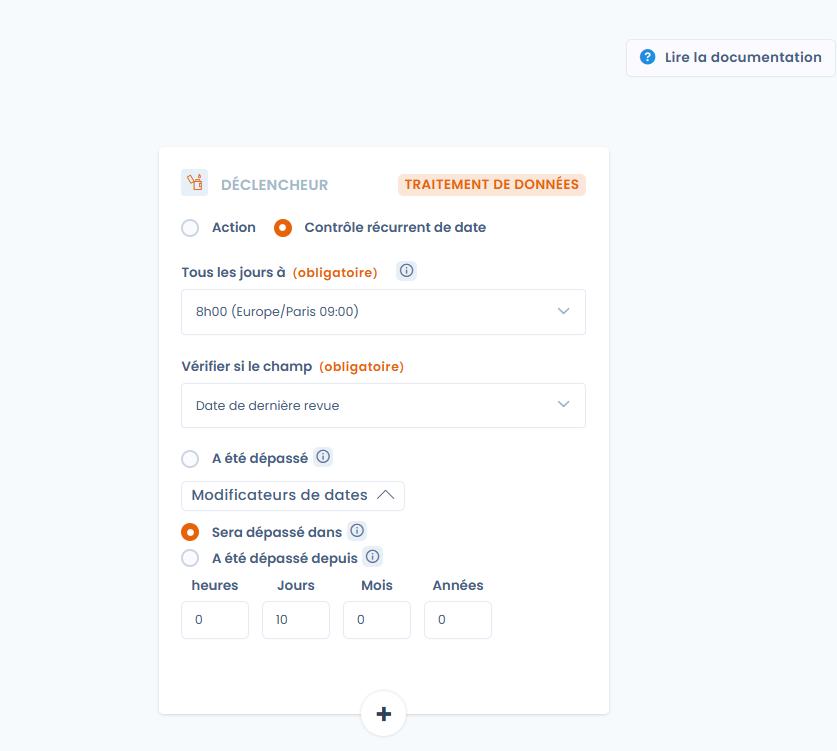 Lire la documentation
DÉCLENCHEUR TRAITEMENT DE DONNÉES
Action Contrôle récurrent de date
Tous les jours à (obligatoire)
8h00 (Europe/Paris 09:00)
Vérifier si le champ (obligatoire)
Date de dernière revue
A été dépassé
Modificateurs de dates
Sera dépassé dans
A été dépassé depuis
heures Jours Mois Années
0 10 0 0